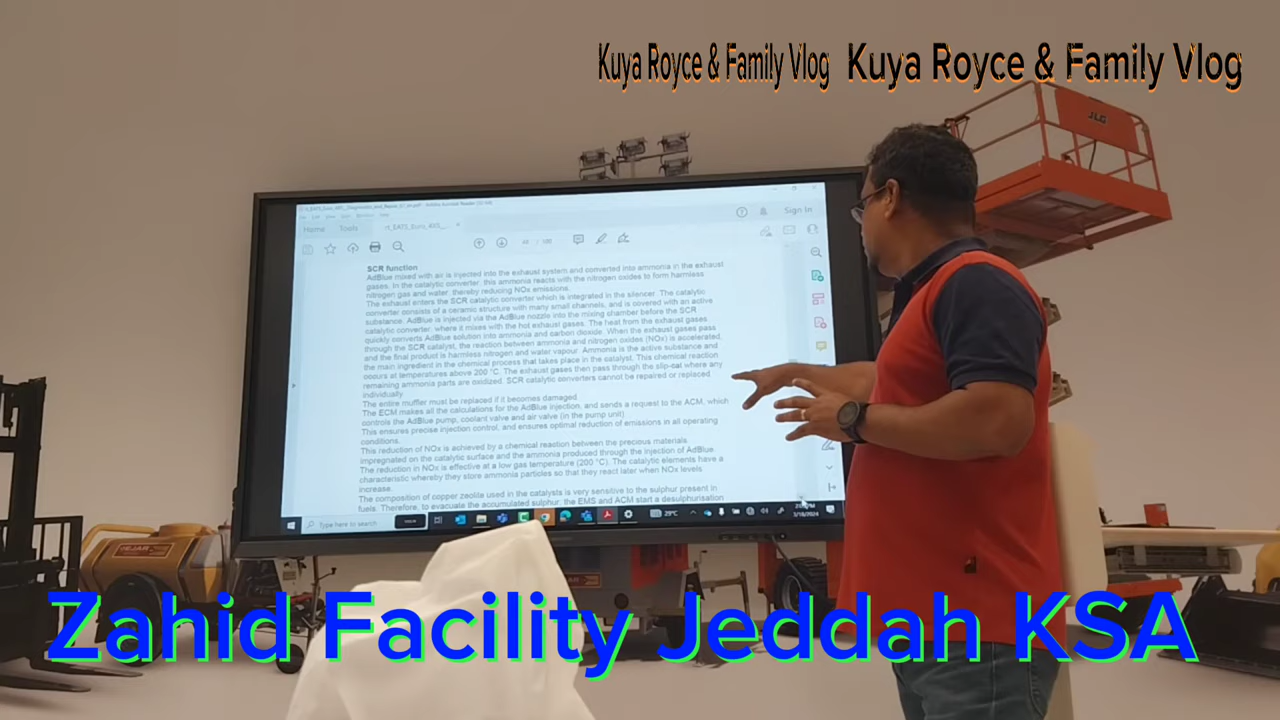 Kuya Royce & Family Vlog Kuya Royce & Family Vlog
JLG
Sign In
Home Tools
/ 100
SCR function
AdBlue mixed with air is injected into the exhaust system and converted into ammonia in the exhaust
gases. In the catalytic converter, this ammonia reacts with the nitrogen oxides to form harmless
nitrogen gas and water, thereby reducing NOx emissions.
The exhaust enters the SCR catalytic converter which is integrated in the silencer. The catalytic
converter consists of a ceramic structure with many small channels, and is covered with an active
substance. AdBlue is injected via the AdBlue nozzle into the mixing chamber before the SCR
catalytic converter, where it mixes with the hot exhaust gases. The heat from the exhaust gases
quickly converts AdBlue solution into ammonia and carbon dioxide. When the exhaust gases pass
through the SCR catalyst, the reaction between ammonia and nitrogen oxides (NOx) is accelerated,
and the final product is harmless nitrogen and water vapour. Ammonia is the active substance and
the main ingredient in the chemical process that takes place in the catalyst. This chemical reaction
occurs at temperatures above 200 °C. The exhaust gases then pass through the slip-cat where any
remaining ammonia parts are oxidized. SCR catalytic converters cannot be repaired or replaced
individually.
The entire muffler must be replaced if it becomes damaged.
The ECM makes all the calculations for the AdBlue injection, and sends a request to the ACM, which
controls the AdBlue pump, coolant valve and air valve (in the pump unit)
This ensures precise injection control, and ensures optimal reduction of emissions in all operating
conditions.
This reduction of NOx is achieved by a chemical reaction between the precious materials
impregnated on the catalytic surface and the ammonia produced through the injection of AdBlue.
The reduction in NOx is effective at a low gas temperature (200 °C). The catalytic elements have a
characteristic whereby they store ammonia particles so that they react later when NOx levels
increase.
The composition of copper zeolite used in the catalysts is very sensitive to the sulphur present in
fuels. Therefore, to evacuate the accumulated sulphur, the EMS and ACM start a desulphurisation
Type here to search
29°C
5/16/2024
Zahid Facility Jeddah KSA